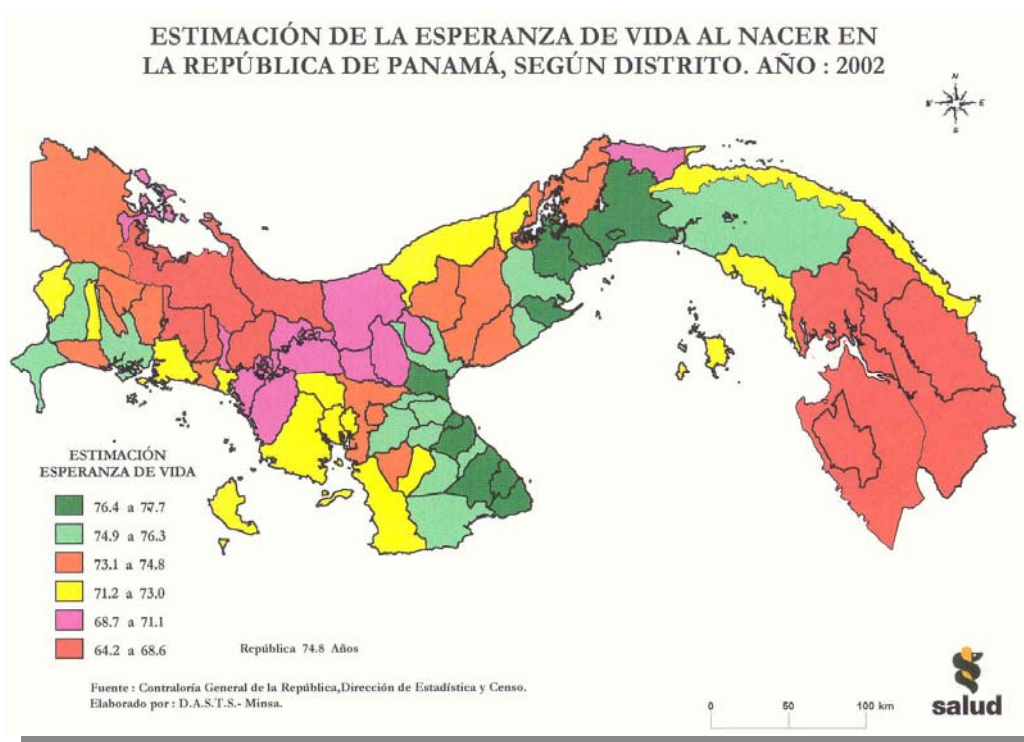 ESTIMACIÓN DE LA ESPERANZA DE VIDA AL NACER EN
LA REPÚBLICA DE PANAMÁ, SEGÚN DISTRITO. AÑO : 2002
N
W E
S
ESTIMACIÓN
ESPERANZA DE VIDA
76.4 a 77.7
74.9 a 76.3
73.1 a 74.8
71.2 a 73.0
68.7 a 71.1
64.2 a 68.6
República 74.8 Años
Fuente : Contraloría General de la República,Dirección de Estadística y Censo.
Elaborado por : D.A.S.T.S.- Minsa.
0 50 100 km
salud